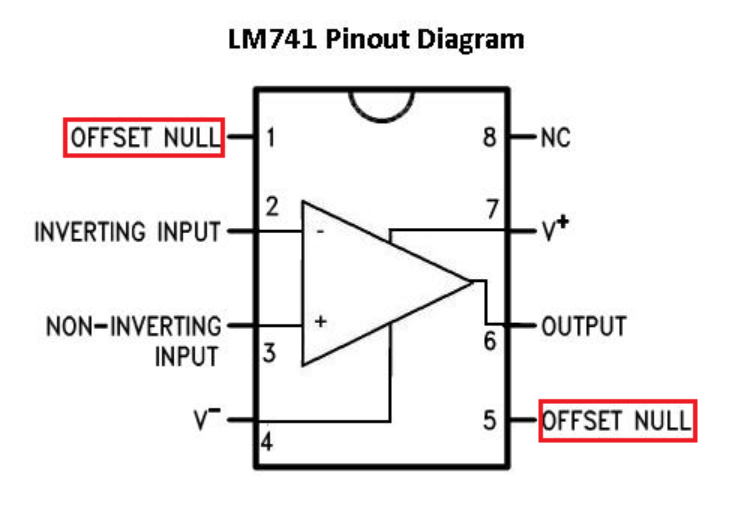 LM741 Pinout Diagram
OFFSET NULL
1
8
NC
2
7
INVERTING INPUT
-
V+
NON-INVERTING
INPUT
+
3
6
OUTPUT
V-
4
5
OFFSET NULL